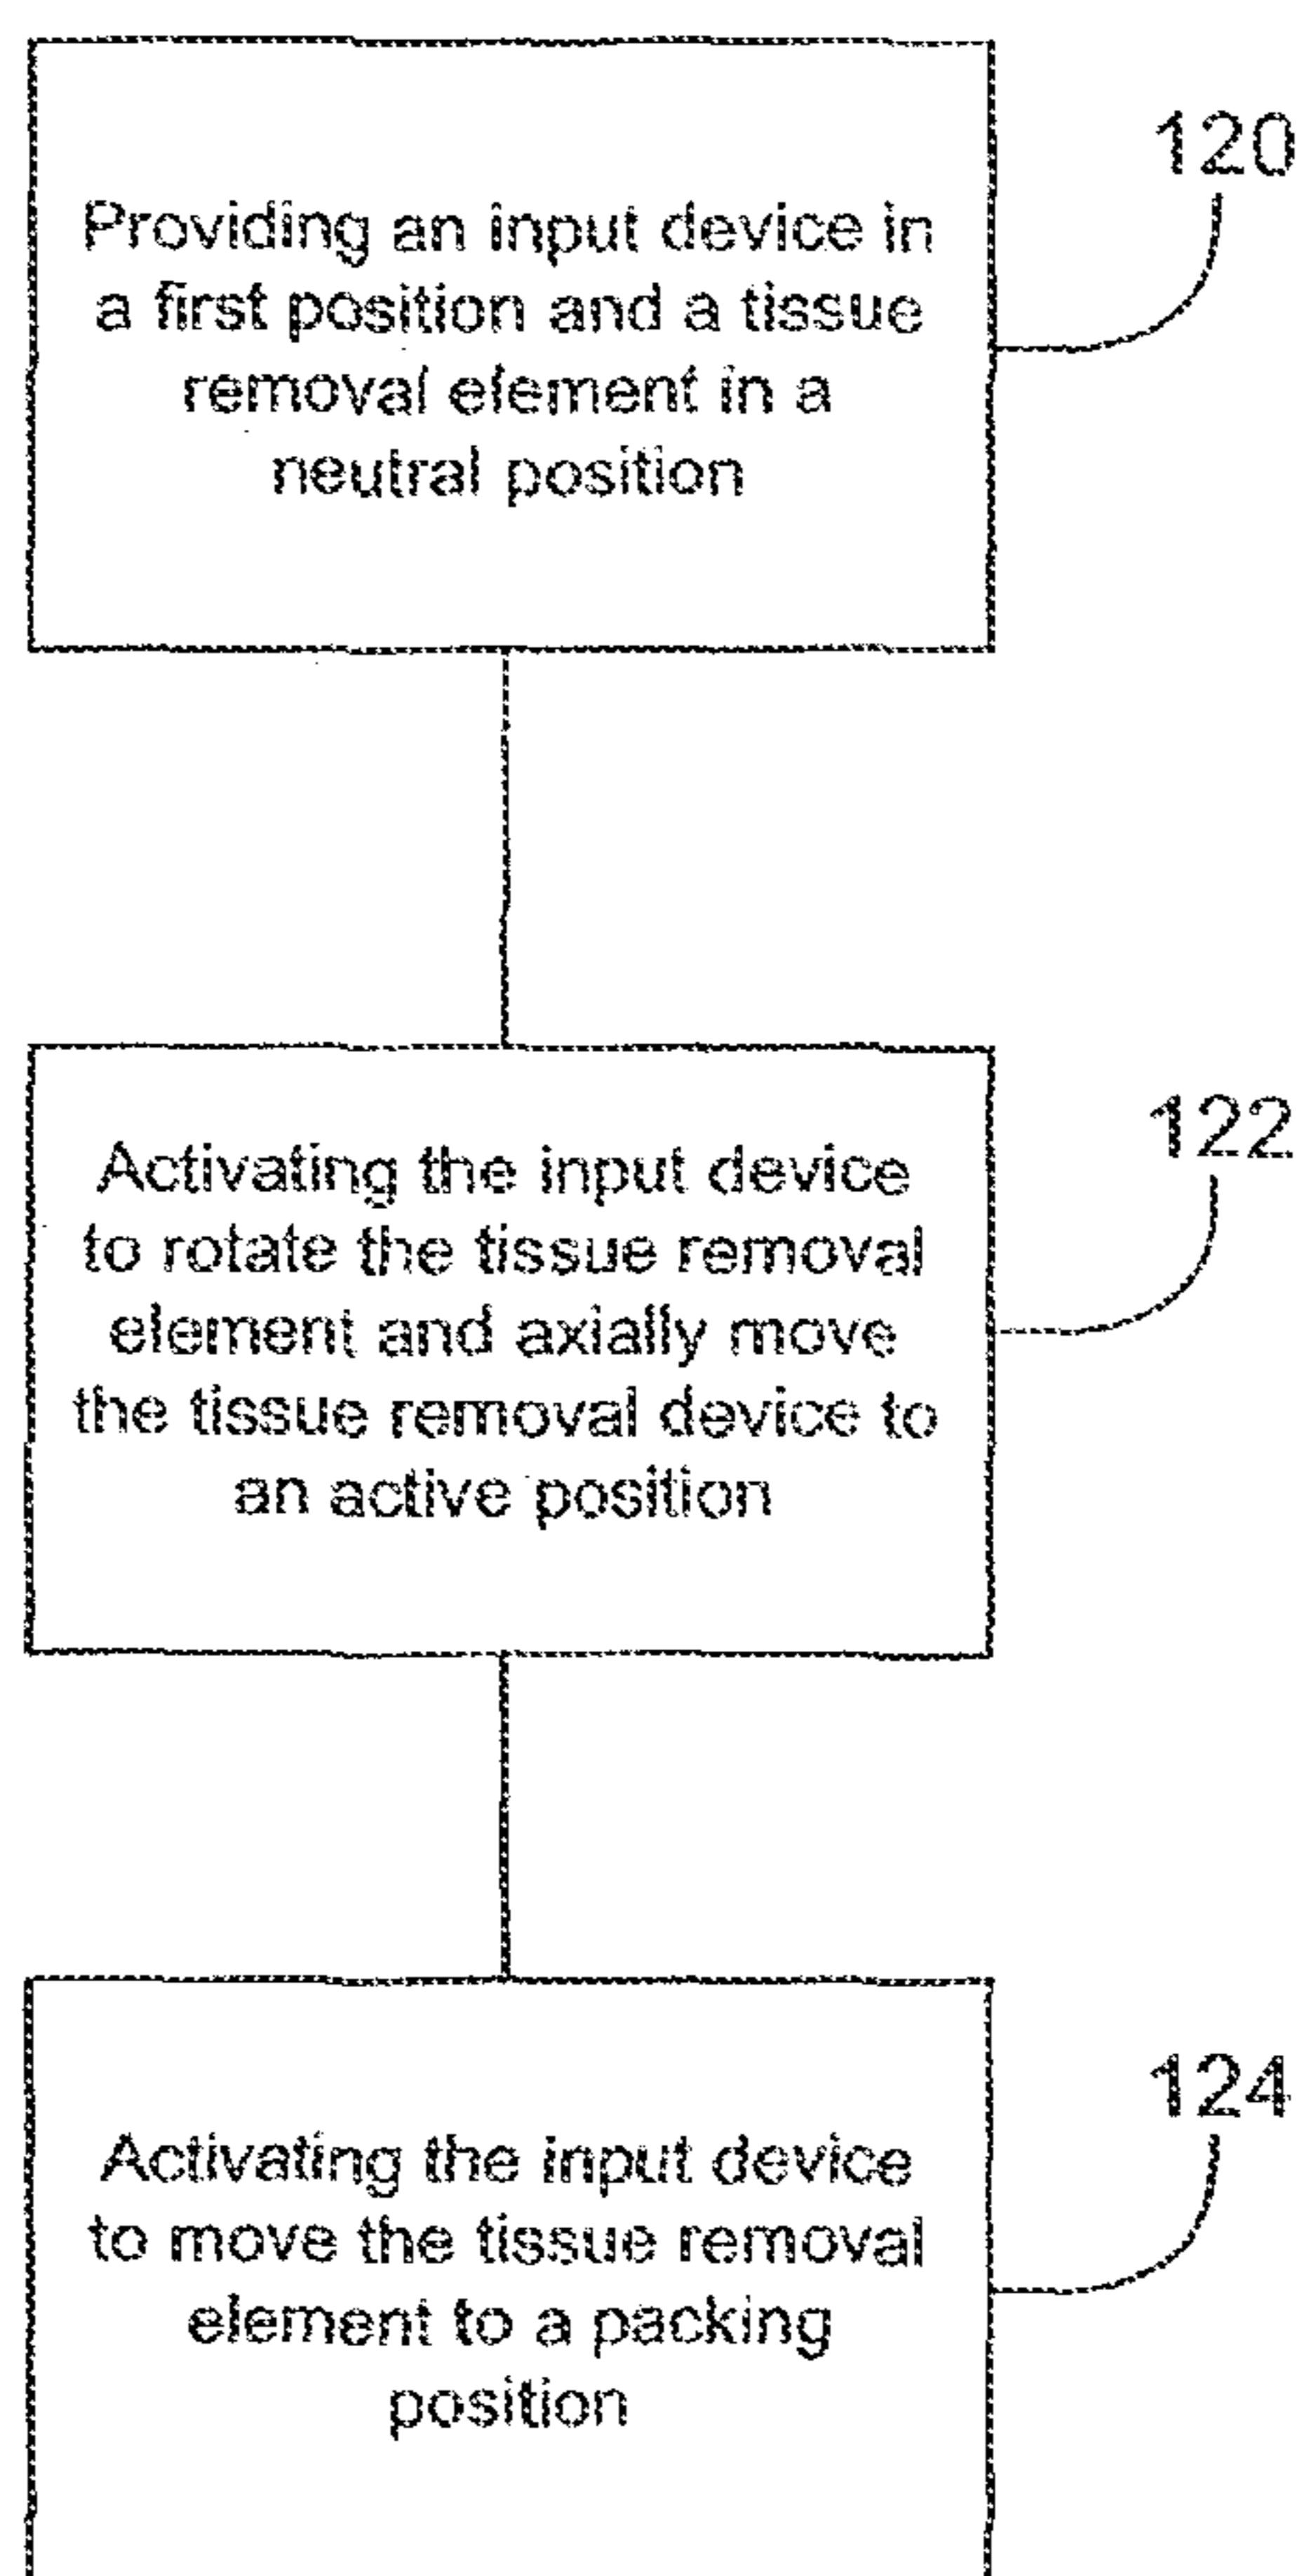 120
Providing an input device in
a first position and a tissue
removal element in a
neutral position
122
Activating the input device
to rotate the tissue removal
element and axially move
the tissue removal device to
an active position
124
Activating the input device
to move the tissue removal
element to a packing
position